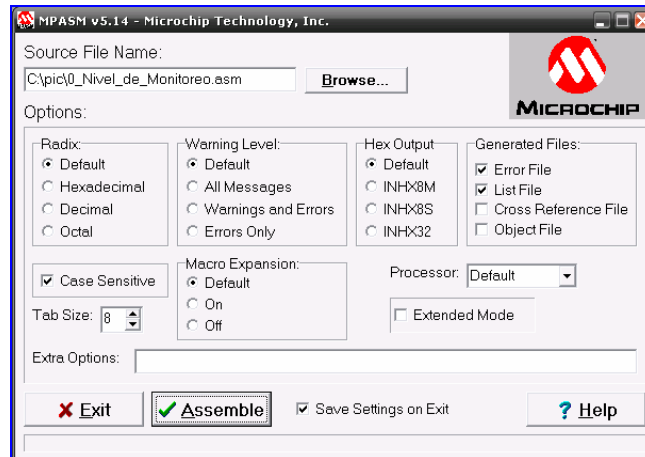 MPASM v5.14 - Microchip Technology, Inc.
Source File Name:
C:\pic\0_Nivel_de_Monitoreo.asm
Browse...
MICROCHIP
Options:
Radix:
Default
Hexadecimal
Decimal
Octal
Warning Level:
Default
All Messages
Warnings and Errors
Errors Only
Hex Output
Default
INHX8M
INHX8S
INHX32
Generated Files:
Error File
List File
Cross Reference File
Object File
Case Sensitive
Tab Size: 8
Macro Expansion:
Default
On
Off
Processor: Default
Extended Mode
Extra Options:
Exit
Assemble
Save Settings on Exit
? Help